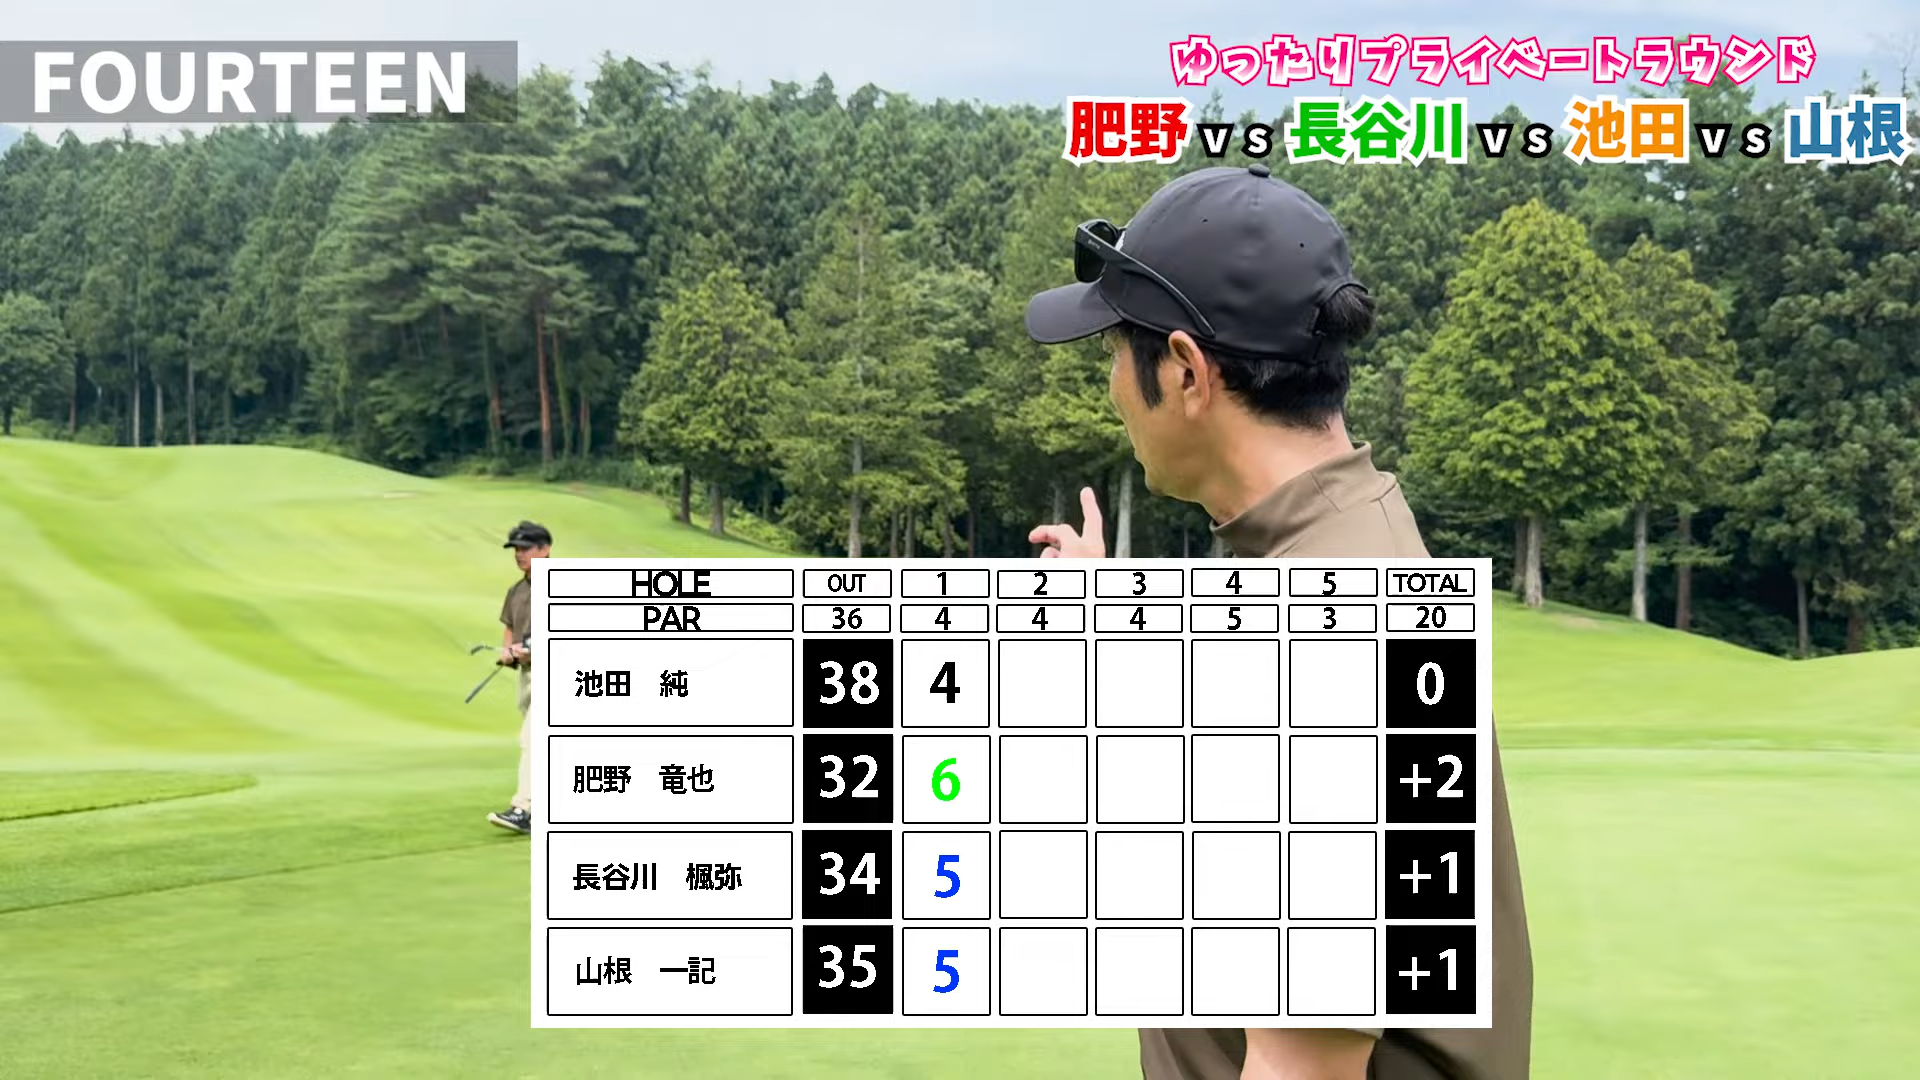 FOURTEEN
ゆったりプライベートラウンド
肥野 vs 長谷川 vs 池田 vs 山根
HOLE OUT 1 2 3 4 5 TOTAL
PAR 36 4 4 4 5 3 20
池田 純 38 4 0
肥野 竜也 32 6 +2
長谷川 楓弥 34 5 +1
山根 一記 35 5 +1